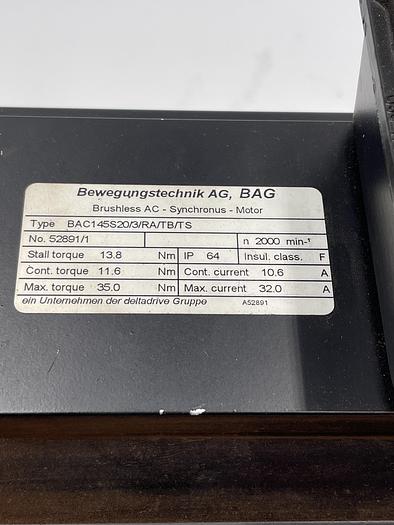 Bewegungstechnik AG, BAG
Brushless AC - Synchronus - Motor
Type BAC145S20/3/RA/TB/TS
No. 52891/1 n 2000 min-¹
Stall torque 13.8 Nm IP 64 Insul. class. F
Cont. torque 11.6 Nm Cont. current 10.6 A
Max. torque 35.0 Nm Max. current 32.0 A
ein Unternehmen der deltadrive Gruppe A52891